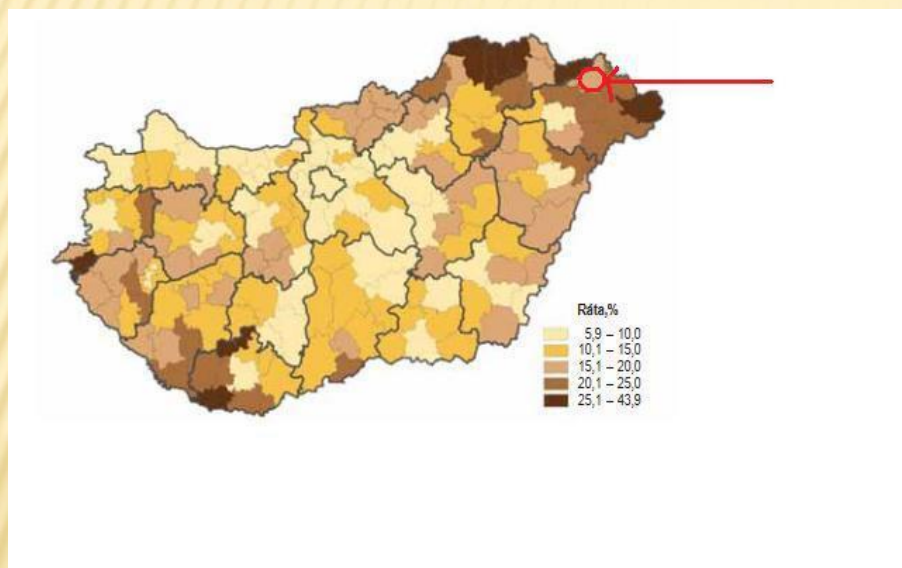 Ráta,%
5,9 – 10,0
10,1 – 15,0
15,1 – 20,0
20,1 – 25,0
25,1 – 43,9